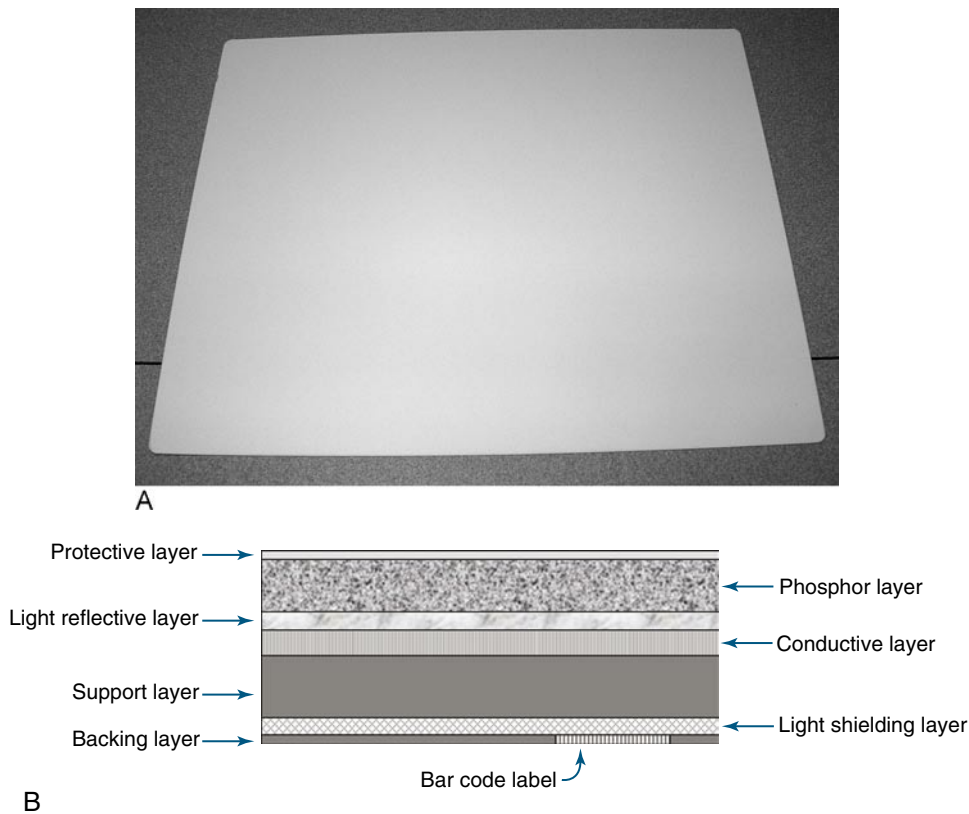 A
Protective layer
Phosphor layer
Light reflective layer
Conductive layer
Support layer
Light shielding layer
Backing layer
Bar code label
B